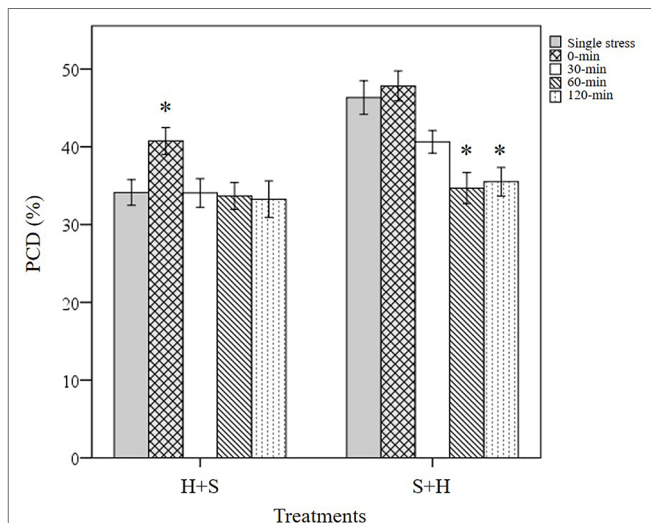 Single stress
0-min
30-min
60-min
120-min
50
40
30
20
10
0
PCD (%)
*
* *
H+S S+H
Treatments